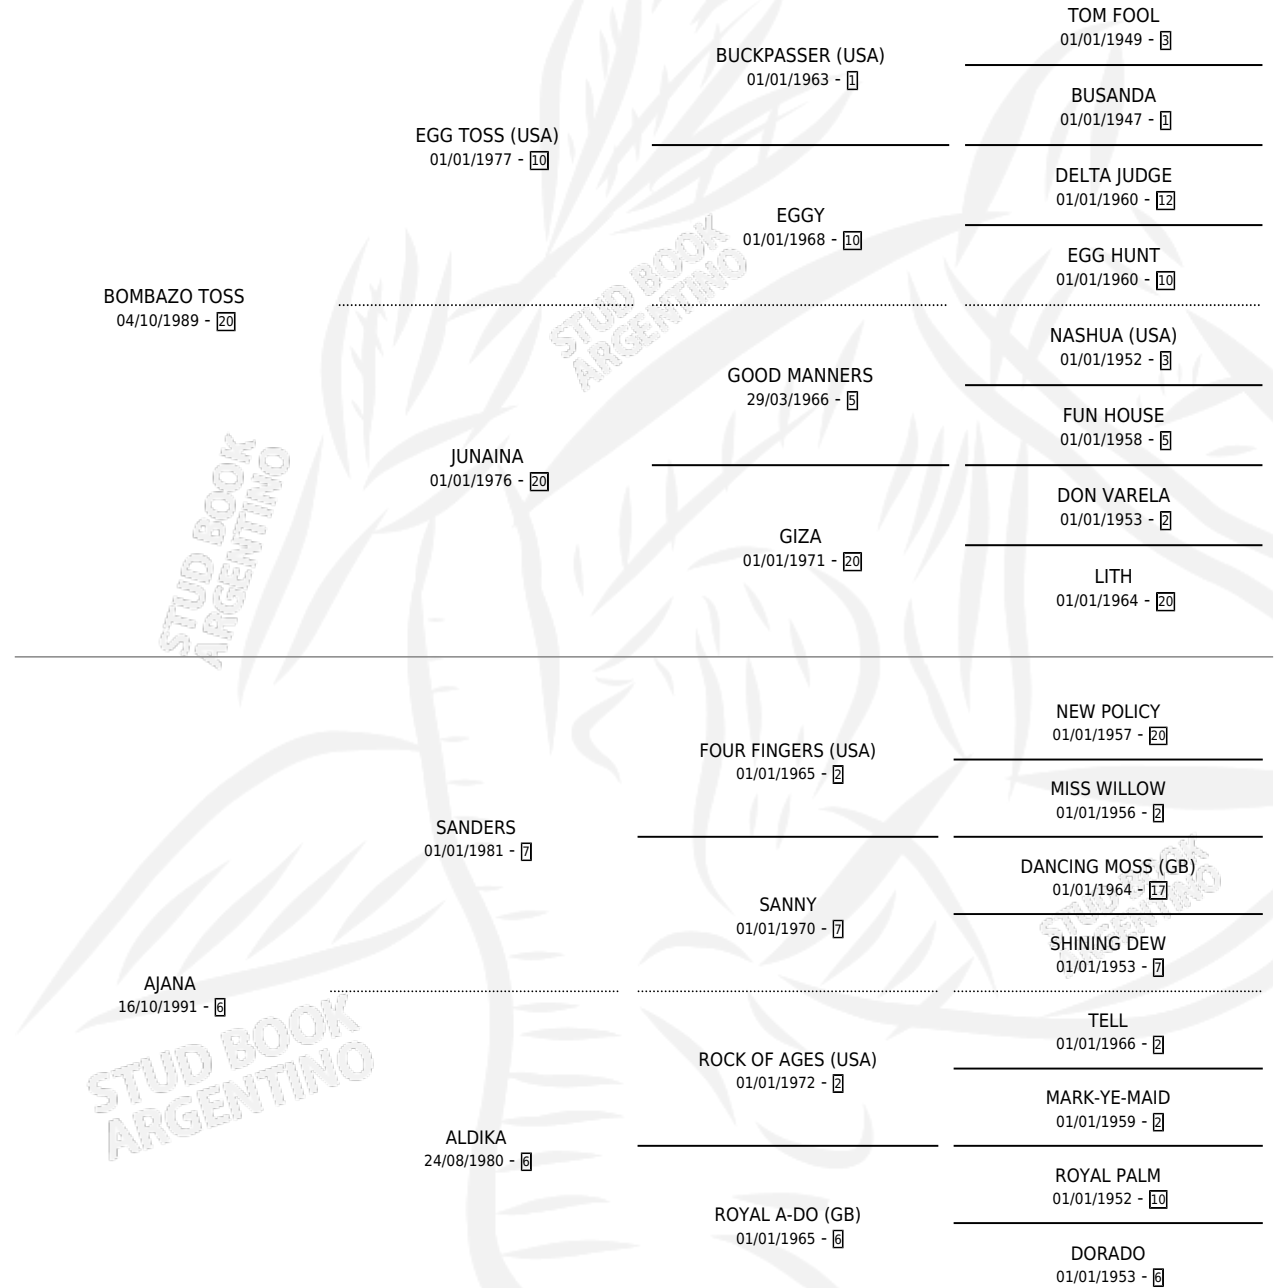 TOM FOOL
01/01/1949 - 3
BUCKPASSER (USA)
01/01/1963 - 1
BUSANDA
01/01/1947 - 1
EGG TOSS (USA)
01/01/1977 - 10
DELTA JUDGE
01/01/1960 - 12
EGGY
01/01/1968 - 10
EGG HUNT
01/01/1960 - 10
BOMBAZO TOSS
04/10/1989 - 20
STUD BOOK
ARGENTINO
NASHUA (USA)
01/01/1952 - 3
GOOD MANNERS
29/03/1966 - 5
FUN HOUSE
01/01/1958 - 5
JUNAINA
01/01/1976 - 20
DON VARELA
01/01/1953 - 2
GIZA
01/01/1971 - 20
LITH
01/01/1964 - 20
STUD BOOK
ARGENTINO
NEW POLICY
01/01/1957 - 20
FOUR FINGERS (USA)
01/01/1965 - 2
MISS WILLOW
01/01/1956 - 2
SANDERS
01/01/1981 - 7
DANCING MOSS (GB)
01/01/1964 - 17
SANNY
01/01/1970 - 7
STUD BOOK
ARGENTINO
SHINING DEW
01/01/1953 - 7
AJANA
16/10/1991 - 6
TELL
01/01/1966 - 2
ROCK OF AGES (USA)
01/01/1972 - 2
STUD BOOK
ARGENTINO
MARK-YE-MAID
01/01/1959 - 2
ALDIKA
24/08/1980 - 6
ROYAL PALM
01/01/1952 - 10
ROYAL A-DO (GB)
01/01/1965 - 6
DORADO
01/01/1953 - 6